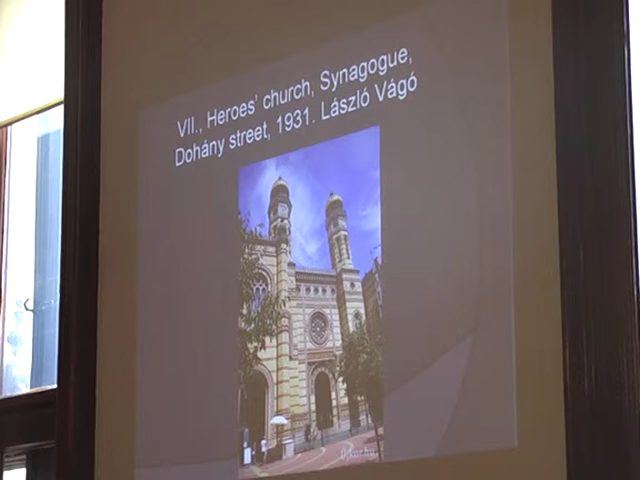 VII., Heroes' church, Synagogue,
Dohány street, 1931. László Vágó